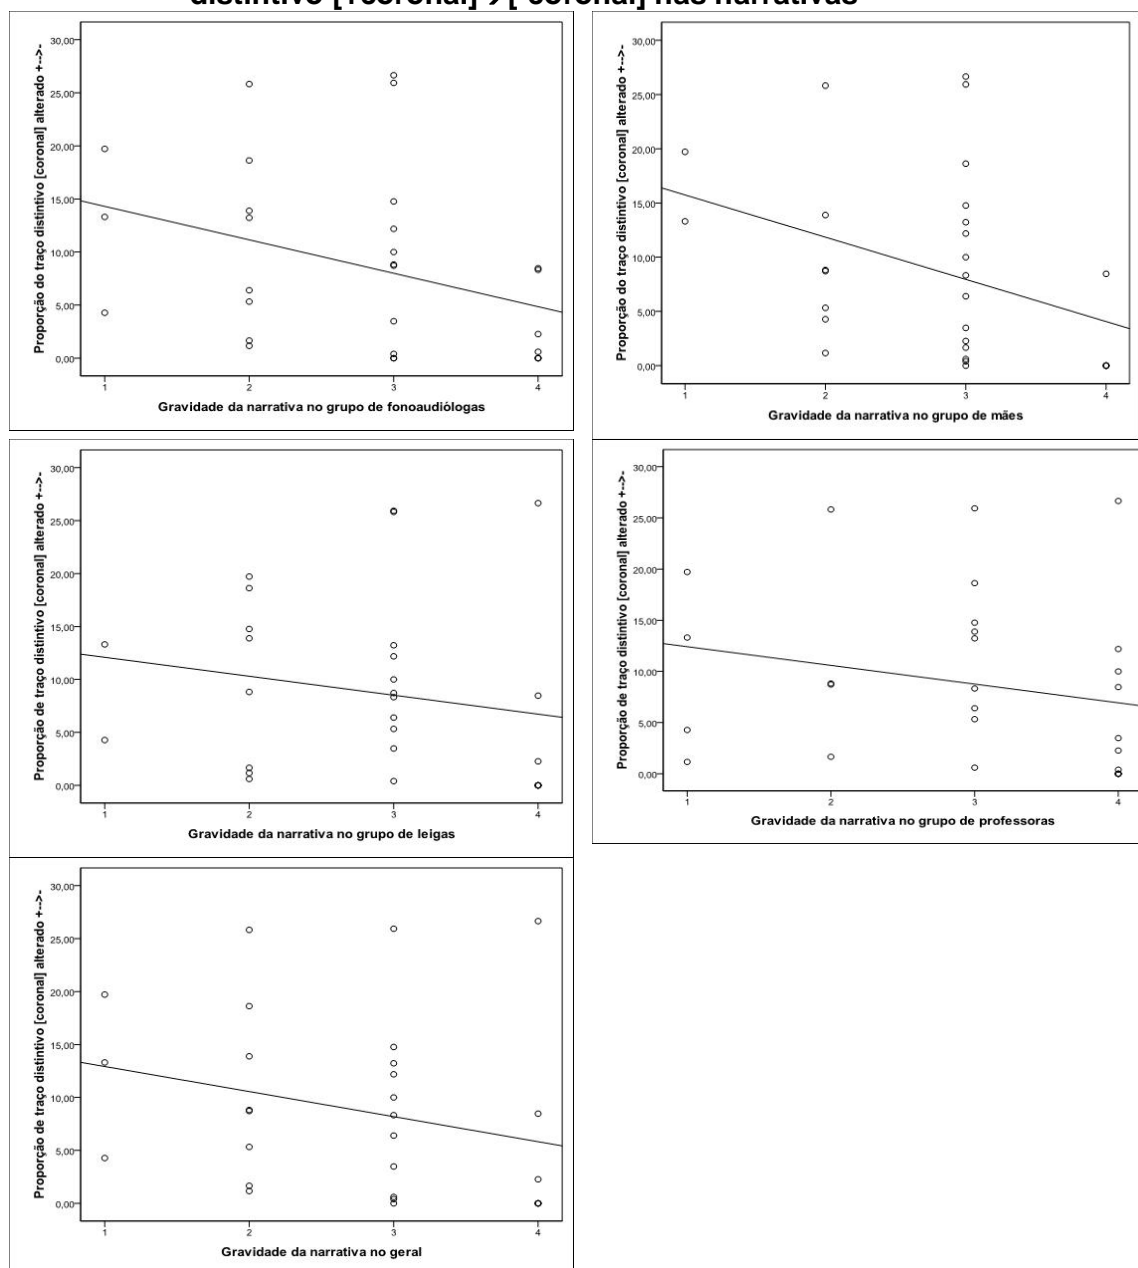 distintivo [+coronal]→[-coronal] nas narrativas
Proporção do traço distintivo [coronal] alterado +-->-
30,00
25,00
20,00
15,00
10,00
5,00
0,00
1 2 3 4
Gravidade da narrativa no grupo de fonoaudiólogas
Proporção do traço distintivo [coronal] alterado +-->-
30,00
25,00
20,00
15,00
10,00
5,00
0,00
1 2 3 4
Gravidade da narrativa no grupo de mães
Proporção de traço distintivo [coronal] alterado +-->-
30,00
25,00
20,00
15,00
10,00
5,00
0,00
1 2 3 4
Gravidade da narrativa no grupo de leigas
Proporção do traço distintivo [coronal] alterado +-->-
30,00
25,00
20,00
15,00
10,00
5,00
0,00
1 2 3 4
Gravidade da narrativa no grupo de professoras
Proporção de traço distintivo [coronal] alterado +-->-
30,00
25,00
20,00
15,00
10,00
5,00
0,00
1 2 3 4
Gravidade da narrativa no geral